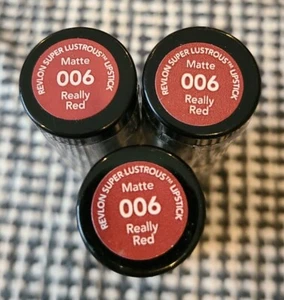 REVLON SUPER LUSTROUS™ LIPSTICK
Matte
006
Really
Red
REVLON SUPER LUSTROUS™ LIPSTICK
Matte
006
Really
Red
REVLON SUPER LUSTROUS™ LIPSTICK
Matte
006
Really
Red